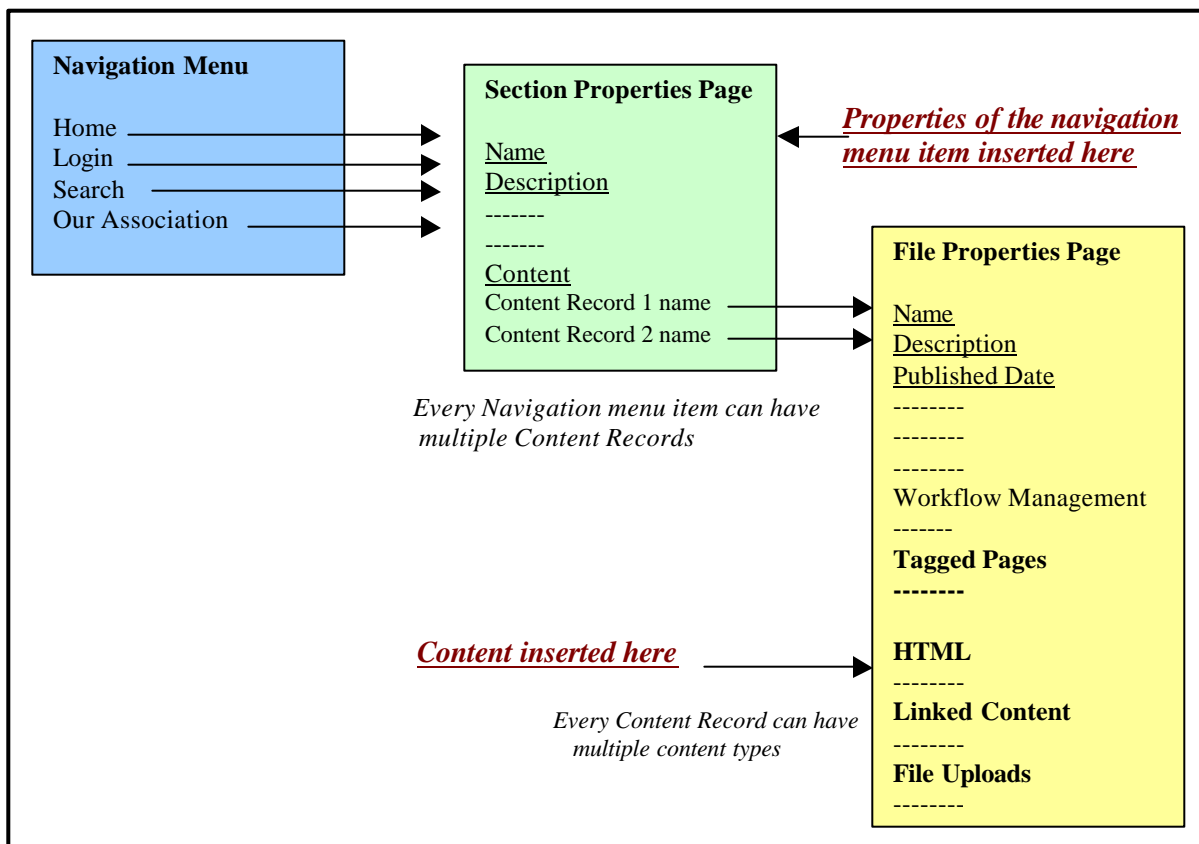 Navigation Menu
Home
Login
Search
Our Association
Section Properties Page
Name
Description
-------
-------
Content
Content Record 1 name
Content Record 2 name
Properties of the navigation
menu item inserted here
Every Navigation menu item can have
multiple Content Records
File Properties Page
Name
Description
Published Date
--------
--------
--------
Workflow Management
-------
Tagged Pages
--------
HTML
--------
Linked Content
--------
File Uploads
--------
Content inserted here
Every Content Record can have
multiple content types